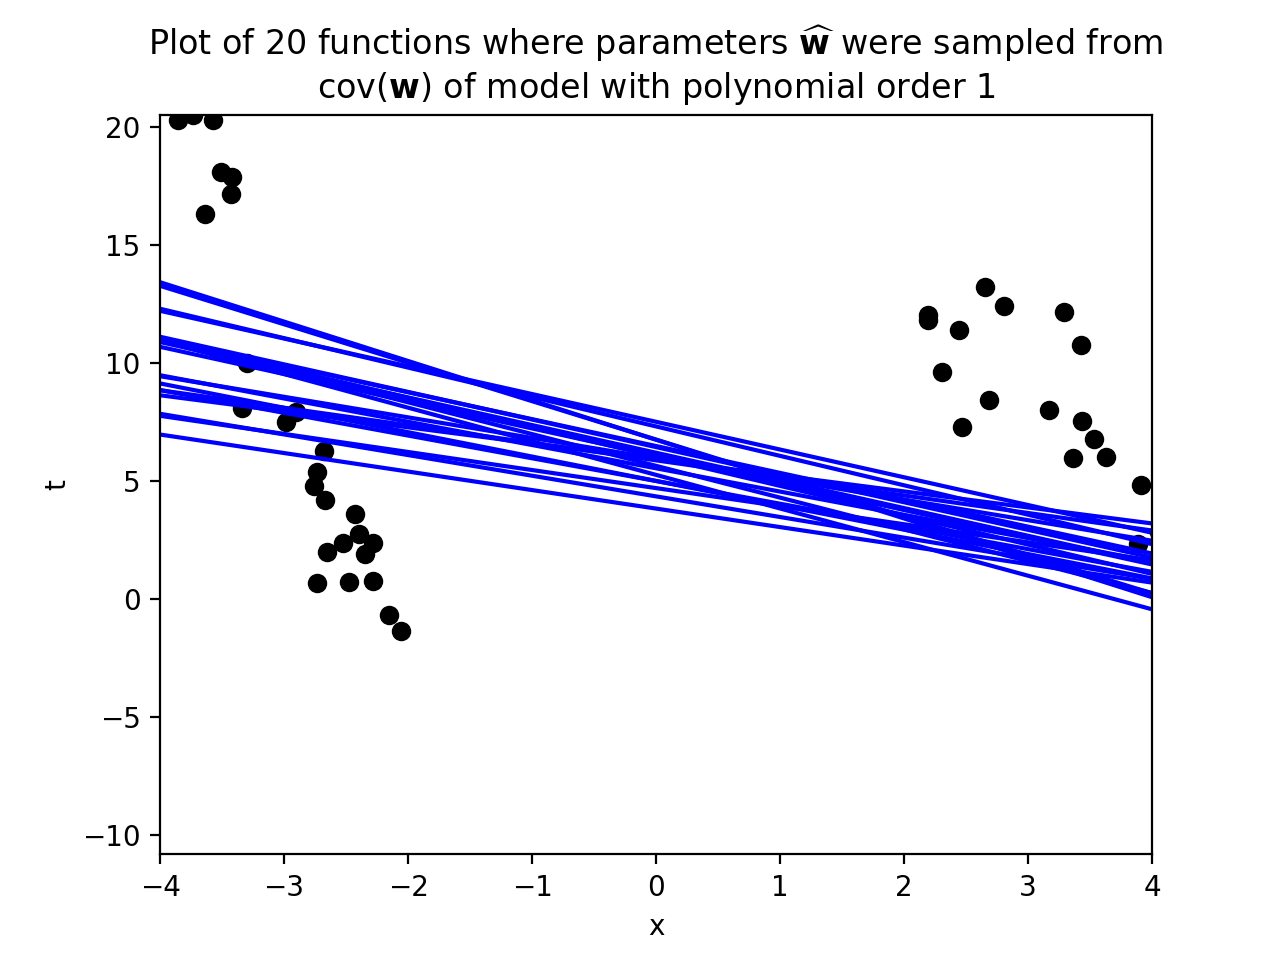 Plot of 20 functions where parameters ŵ were sampled from
cov(w) of model with polynomial order 1
20
15
10
5
0
−5
−10
t
−4 −3 −2 −1 0 1 2 3 4
x